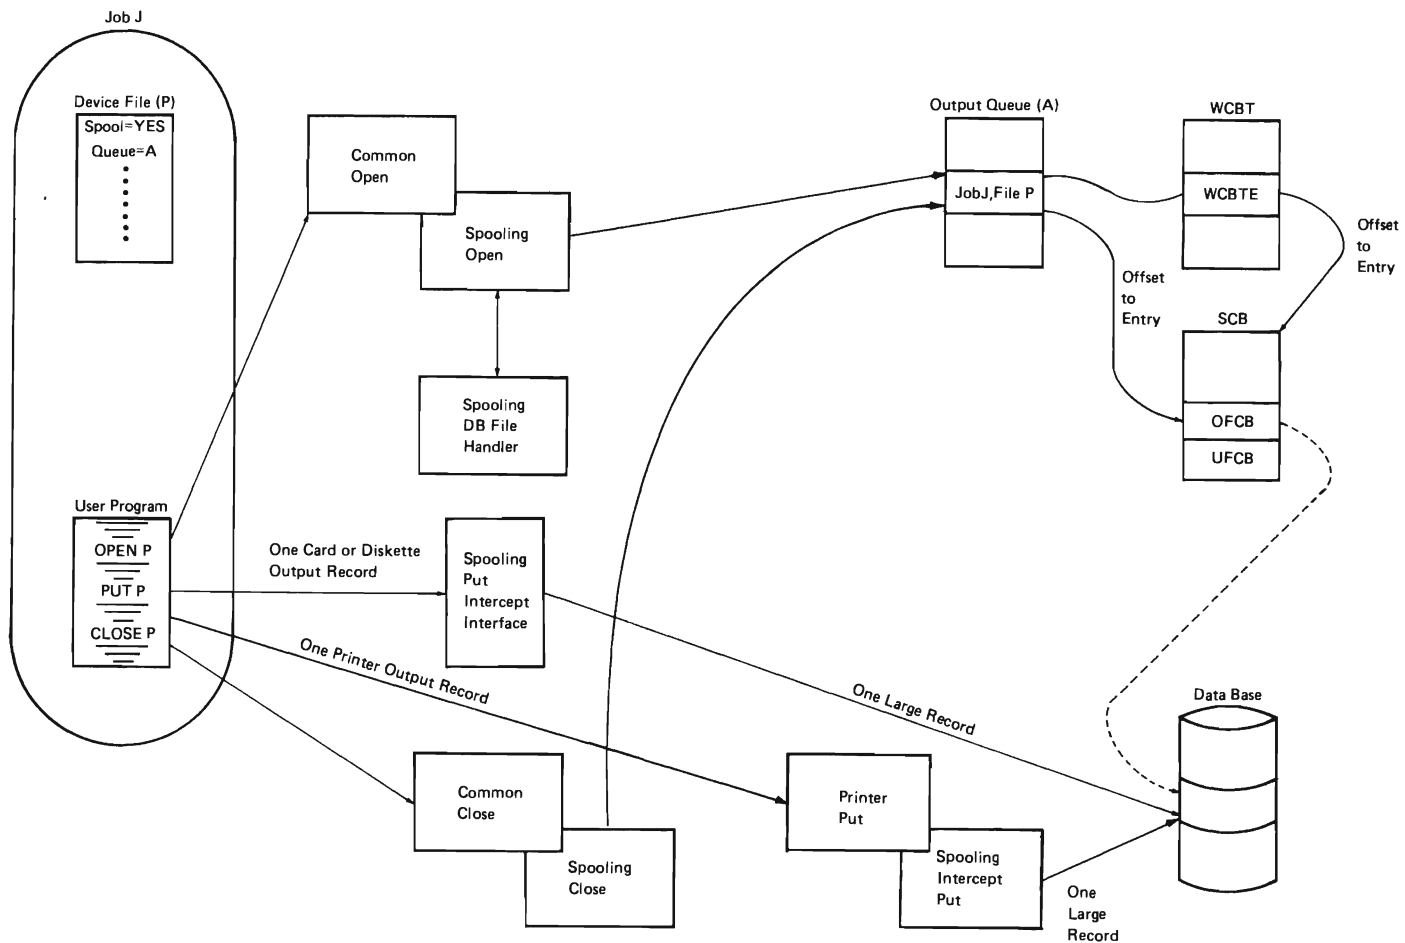 Job J
Device File (P)
Spool=YES
Queue=A
Common
Open
Spooling
Open
Spooling
DB File
Handler
Output Queue (A)
JobJ,File P
WCBT
WCBTE
Offset
to
Entry
Offset
to
Entry
SCB
OFCB
UFCB
User Program
OPEN P
PUT P
CLOSE P
One Card or Diskette
Output Record
Spooling
Put
Intercept
Interface
One Printer Output Record
One Large Record
Data Base
Common
Close
Spooling
Close
Printer
Put
Spooling
Intercept
Put
One
Large
Record